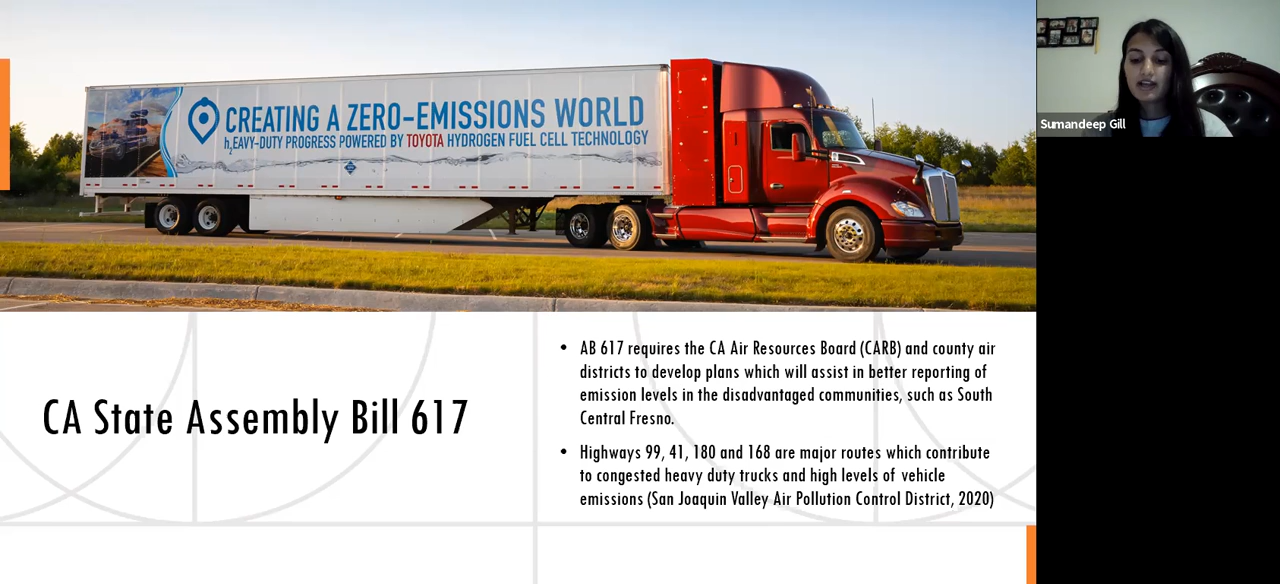 CREATING A ZERO-EMISSIONS WORLD
h₂EAVY-DUTY PROGRESS POWERED BY TOYOTA HYDROGEN FUEL CELL TECHNOLOGY
Sumandeep Gill
CA State Assembly Bill 617
• AB 617 requires the CA Air Resources Board (CARB) and county air
districts to develop plans which will assist in better reporting of
emission levels in the disadvantaged communities, such as South
Central Fresno.
• Highways 99, 41, 180 and 168 are major routes which contribute
to congested heavy duty trucks and high levels of vehicle
emissions (San Joaquin Valley Air Pollution Control District, 2020)